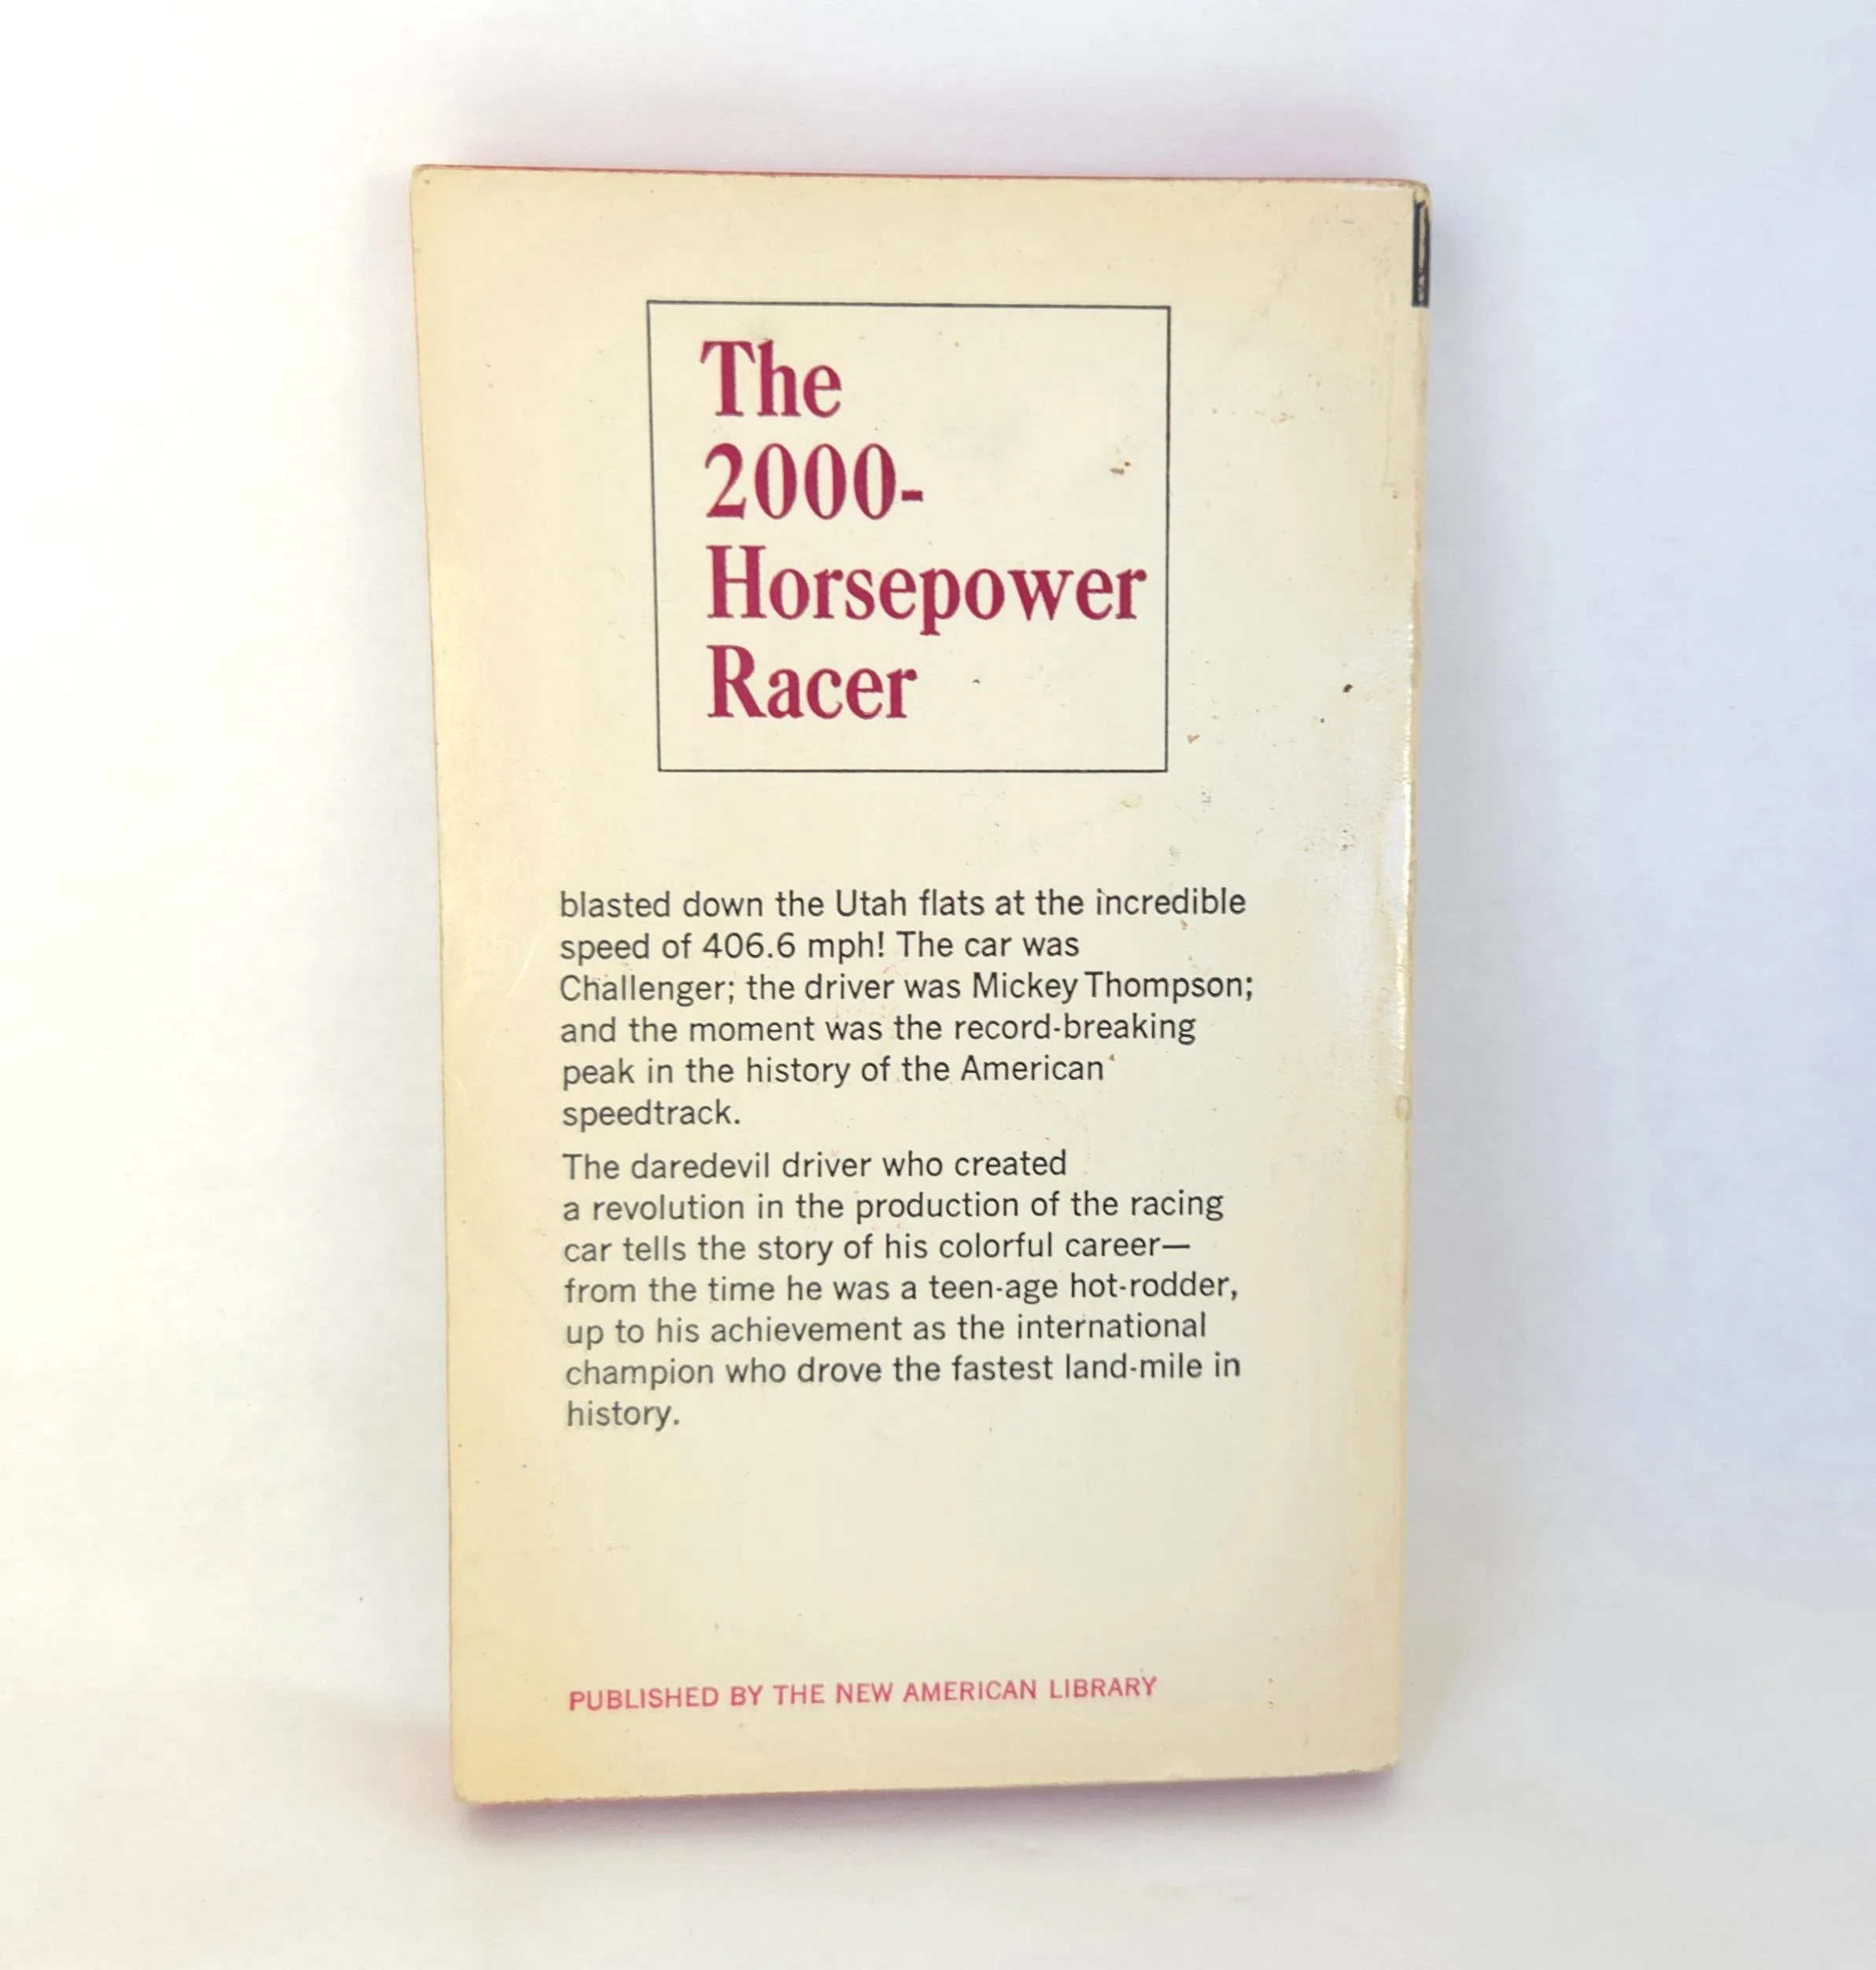 The
2000-
Horsepower
Racer
blasted down the Utah flats at the incredible
speed of 406.6 mph! The car was
Challenger; the driver was Mickey Thompson;
and the moment was the record-breaking
peak in the history of the American
speedtrack.
The daredevil driver who created
a revolution in the production of the racing
car tells the story of his colorful career—
from the time he was a teen-age hot-rodder,
up to his achievement as the international
champion who drove the fastest land-mile in
history.
PUBLISHED BY THE NEW AMERICAN LIBRARY